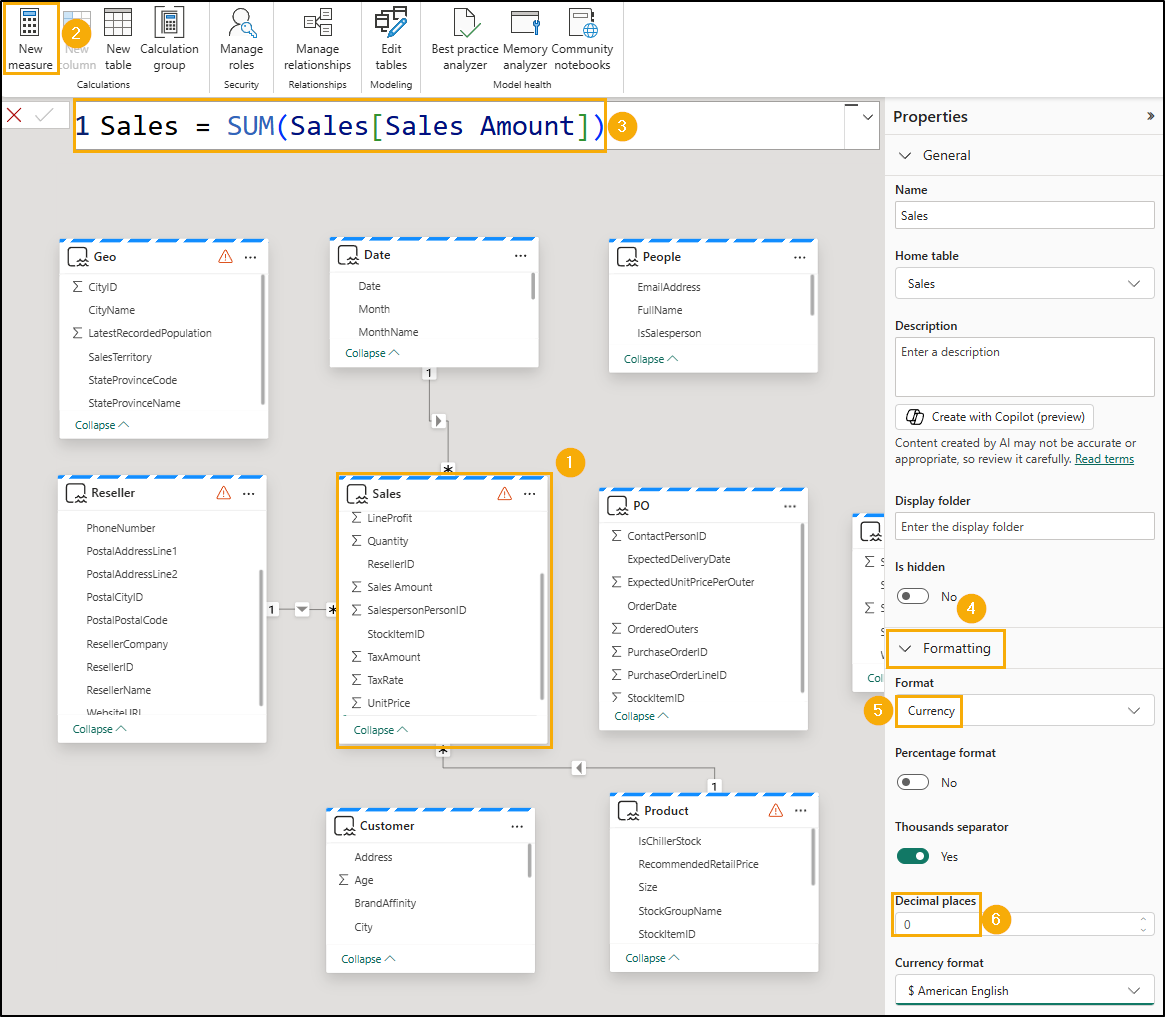 New
measure
2
New
column
New
table
Calculation
group
Calculations
Manage
roles
Security
Manage
relationships
Relationships
Edit
tables
Modeling
Best practice
analyzer
Memory
analyzer
Community
notebooks
Model health
1 Sales = SUM(Sales[Sales Amount])
3
Geo
CityID
CityName
LatestRecordedPopulation
SalesTerritory
StateProvinceCode
StateProvinceName
Collapse
Date
Date
Month
MonthName
Collapse
1
*
People
EmailAddress
FullName
IsSalesperson
Collapse
Reseller
PhoneNumber
PostalAddressLine1
PostalAddressLine2
PostalCityID
PostalPostalCode
ResellerCompany
ResellerID
ResellerName
WebsiteURL
Collapse
1
*
1
Sales
LineProfit
Quantity
ResellerID
Sales Amount
SalespersonPersonID
StockItemID
TaxAmount
TaxRate
UnitPrice
Collapse
*
1
PO
ContactPersonID
ExpectedDeliveryDate
ExpectedUnitPricePerOuter
OrderDate
OrderedOuters
PurchaseOrderID
PurchaseOrderLineID
StockItemID
Collapse
Col
Customer
Address
Age
BrandAffinity
City
Collapse
Product
IsChillerStock
RecommendedRetailPrice
Size
StockGroupName
StockItemID
Collapse
Properties
General
Name
Sales
Home table
Sales
Description
Enter a description
Create with Copilot (preview)
Content created by AI may not be accurate or
appropriate, so review it carefully. Read terms
Display folder
Enter the display folder
Is hidden
No
4
Formatting
Format
5
Currency
Percentage format
No
Thousands separator
Yes
Decimal places
0
6
Currency format
$ American English